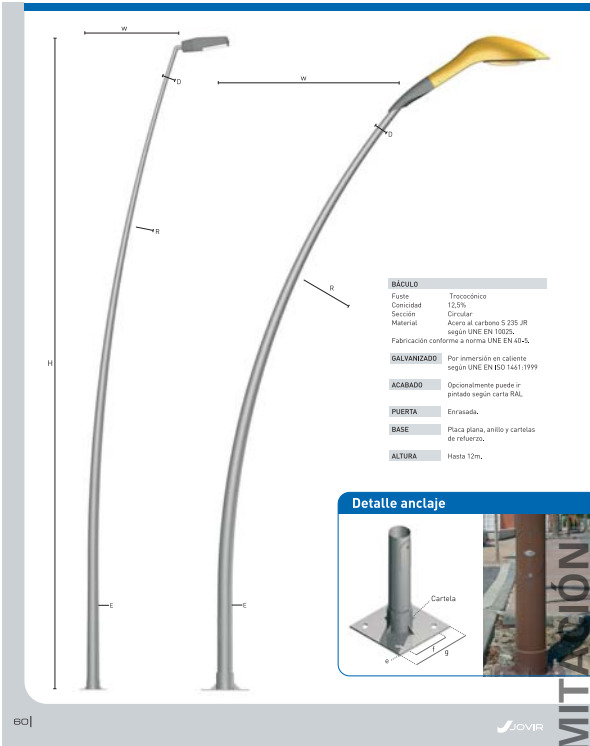 W
D
W
D
R
R
H
BÁCULO
Fuste Trococónico
Conicidad 12,5%
Sección Circular
Material Acero al carbono S 235 JR
según UNE EN 10025.
Fabricación conforme a norma UNE EN 40-5.
GALVANIZADO Por inmersión en caliente
según UNE EN ISO 1461:1999
ACABADO Opcionalmente puede ir
pintado según carta RAL
PUERTA Enrasada.
BASE Placa plana, anillo y cartelas
de refuerzo.
ALTURA Hasta 12m.
Detalle anclaje
Cartela
E
E
e
f
g
MITACIÓN
60
JOVIR